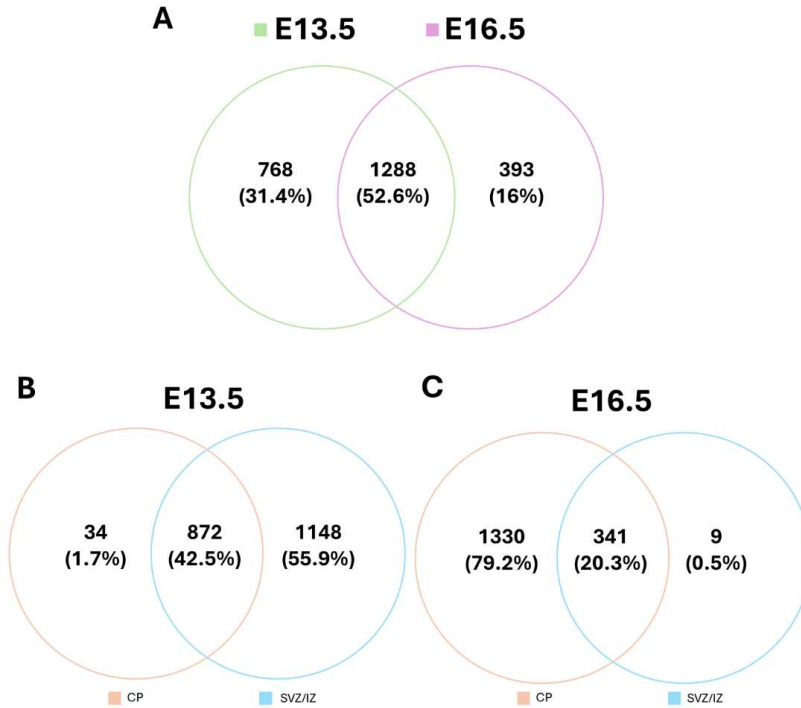 A
E13.5 E16.5
768 1288 393
(31.4%) (52.6%) (16%)
B
E13.5
34 872 1148
(1.7%) (42.5%) (55.9%)
CP SVZ/IZ
C
E16.5
1330 341 9
(79.2%) (20.3%) (0.5%)
CP SVZ/IZ